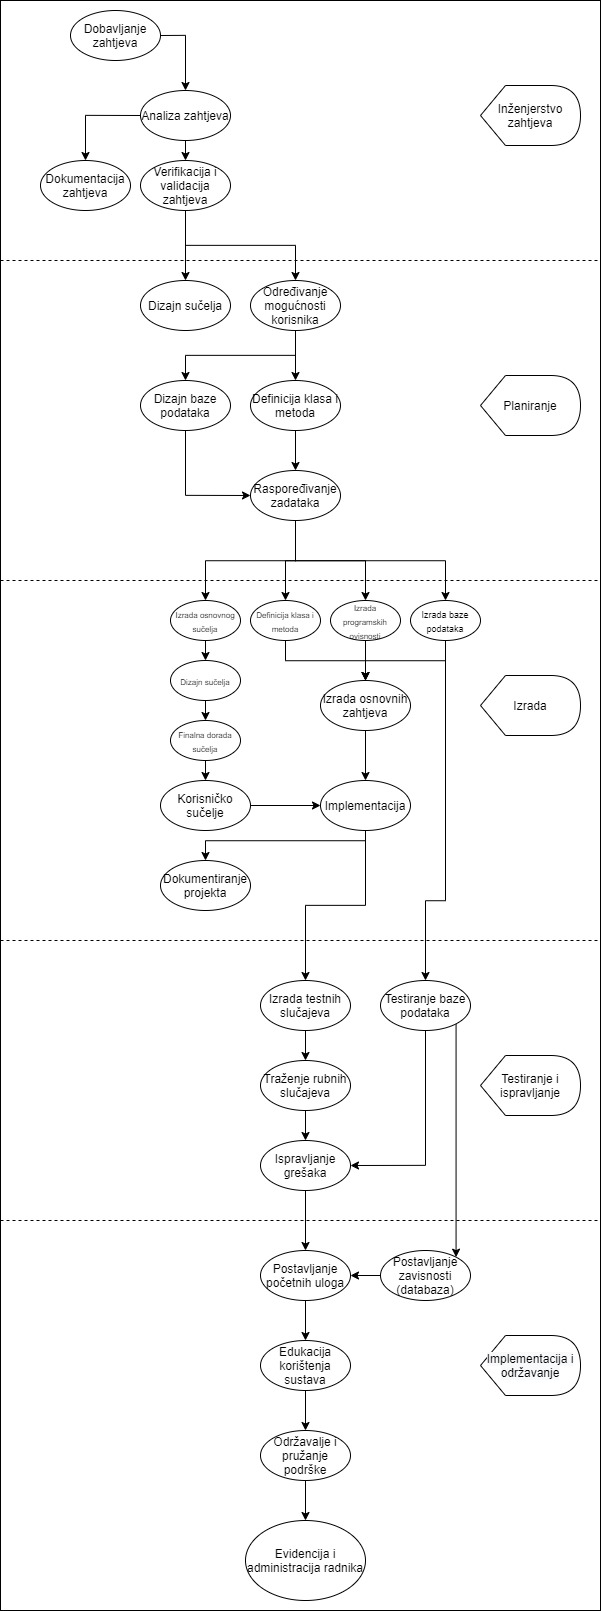 Dobavljanje
zahtjeva
Analiza zahtjeva
Inženjerstvo
zahtjeva
Dokumentacija
zahtjeva
Verifikacija i
validacija
zahtjeva
Dizajn sučelja
Određivanje
mogućnosti
korisnika
Dizajn baze
podataka
Definicija klasa i
metoda
Planiranje
Raspoređivanje
zadataka
Izrada osnovnog
sučelja
Definicija klasa i
metoda
Izrada
programskih
ovisnosti
Izrada baze
podataka
Dizajn sučelja
Izrada osnovnih
zahtjeva
Izrada
Finalna dorada
sučelja
Korisničko
sučelje
Implementacija
Dokumentiranje
projekta
Izrada testnih
slučajeva
Testiranje baze
podataka
Traženje rubnih
slučajeva
Testiranje i
ispravljanje
Ispravljanje
grešaka
Postavljanje
početnih uloga
Postavljanje
zavisnosti
(databaza)
Edukacija
korištenja
sustava
Implementacija i
održavanje
Održavalje i
pružanje
podrške
Evidencija i
administracija radnika